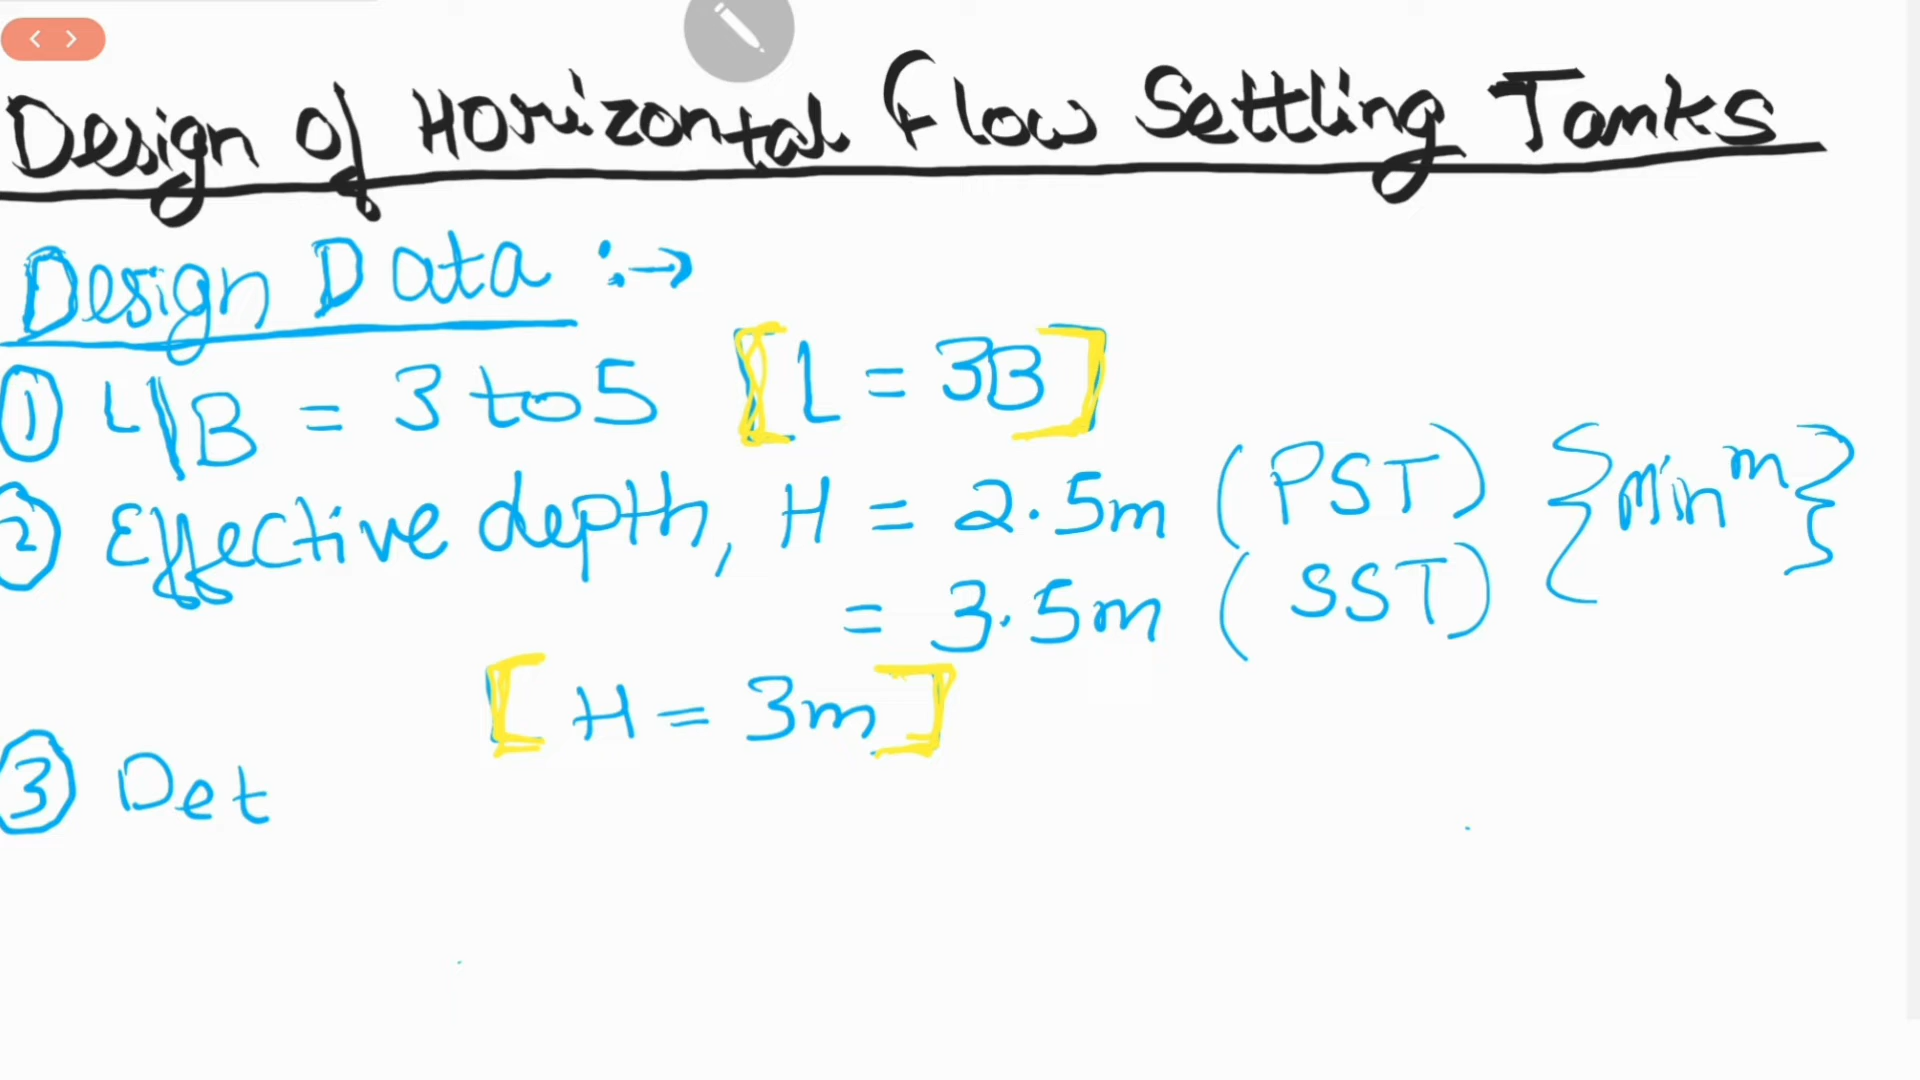 Design of Horizontal Flow Settling Tanks
Design Data :→
① L/B = 3 to 5 [L = 3B]
② Effective depth, H = 2.5m (PST) {Minᵐ}
= 3.5m (SST)
[H = 3m]
③ Det